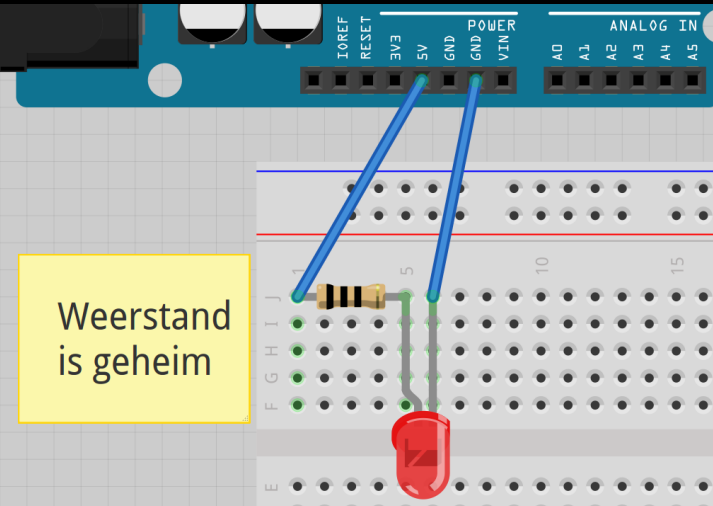 POWER
ANALOG IN
IOREF
RESET
3V3
5V
GND
GND
VIN
A0
A1
A2
A3
A4
A5
1
5
10
15
J
I
H
G
F
E
Weerstand
is geheim